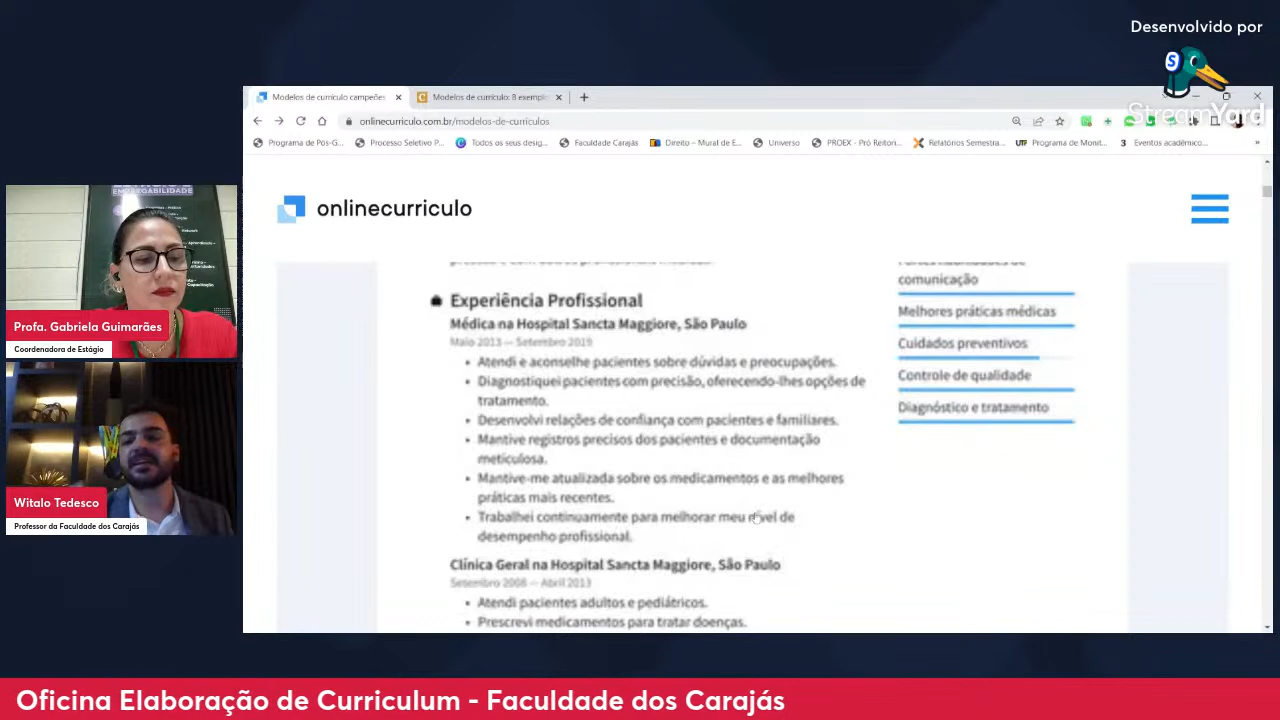 Desenvolvido por
StreamYard
Modelos de currículo campeões
Modelos de currículo: 8 exempl
onlinecurriculo.com.br/modelos-de-curriculos
Programa de Pós-G...
Processo Seletivo P...
Todos os seus desig...
Faculdade Carajás
Direito – Mural de E...
Universo
PROEX - Pró Reitori...
Relatórios Semestra...
Programa de Monit...
Eventos acadêmico...
onlinecurriculo
comunicação
Experiência Profissional
Melhores práticas médicas
Médica na Hospital Sancta Maggiore, São Paulo
Maio 2013 — Setembro 2019
Cuidados preventivos
• Atendi e aconselhe pacientes sobre dúvidas e preocupações.
Controle de qualidade
• Diagnostiquei pacientes com precisão, oferecendo-lhes opções de
tratamento.
Diagnóstico e tratamento
• Desenvolvi relações de confiança com pacientes e familiares.
• Mantive registros precisos dos pacientes e documentação
meticulosa.
• Mantive-me atualizada sobre os medicamentos e as melhores
práticas mais recentes.
• Trabalhei continuamente para melhorar meu nível de
desempenho profissional.
Clínica Geral na Hospital Sancta Maggiore, São Paulo
Setembro 2008 — Abril 2013
• Atendi pacientes adultos e pediátricos.
• Prescrevi medicamentos para tratar doenças.
EMPREGABILIDADE
Profa. Gabriela Guimarães
Coordenadora de Estágio
Witalo Tedesco
Professor da Faculdade dos Carajás
Oficina Elaboração de Curriculum - Faculdade dos Carajás